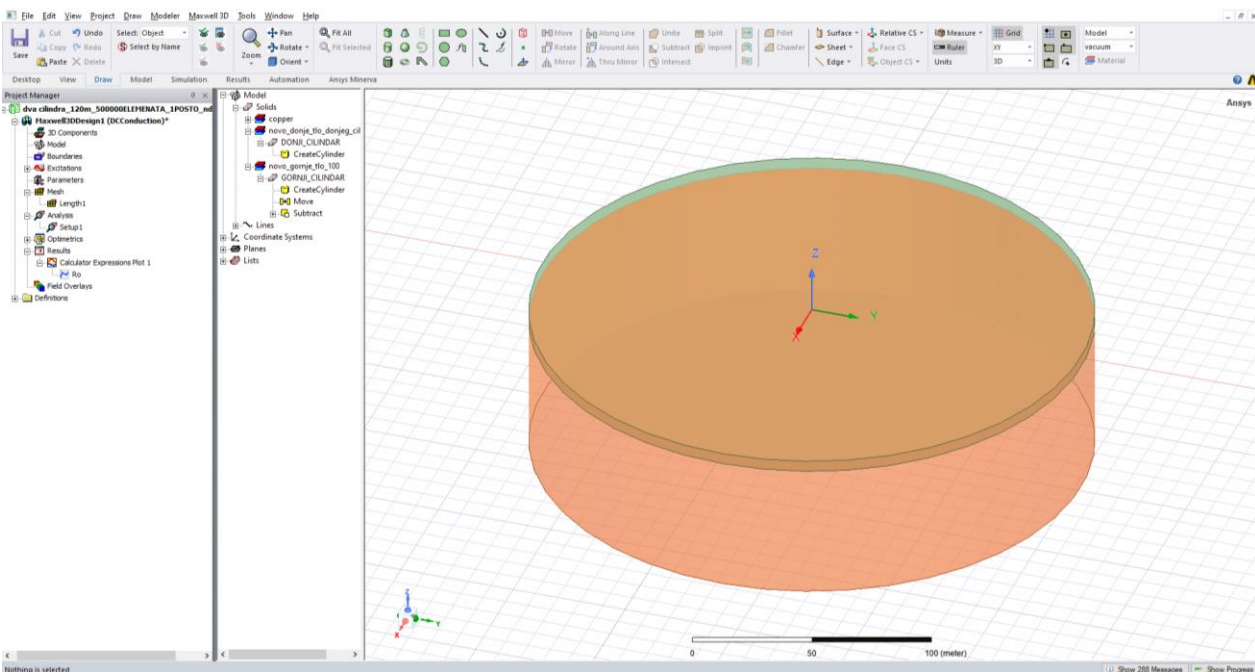 File Edit View Project Draw Modeler Maxwell 3D Tools Window Help
Save
Cut
Copy
Paste
Undo
Redo
Delete
Select: Object
Select by Name
Zoom
Pan
Rotate
Orient
Fit All
Fit Selected
Move
Rotate
Mirror
Along Line
Around Axis
Thru Mirror
Unite
Subtract
Intersect
Split
Imprint
Fillet
Chamfer
Surface
Sheet
Edge
Relative CS
Face CS
Object CS
Measure
Ruler
Units
Grid
XY
3D
Model
vacuum
Material
Desktop View Draw Model Simulation Results Automation Ansys Minerva
Project Manager
dva cilindra_120m_500000ELEMENATA_1POSTO_nd
Maxwell3DDesign1 (DCConduction)*
3D Components
Model
Boundaries
Excitations
Parameters
Mesh
Length1
Analysis
Setup1
Optimetrics
Results
Calculator Expressions Plot 1
Ro
Field Overlays
Definitions
Model
Solids
copper
novo_donje_tlo_donjeg_cil
DONJI_CILINDAR
CreateCylinder
novo_gornje_tlo_100
GORNJI_CILINDAR
CreateCylinder
Move
Subtract
Lines
Coordinate Systems
Planes
Lists
Ansys
Z
Y
X
Z
Y
X
0 50 100 (meter)
Nothing is selected
Show 288 Messages Show Progress